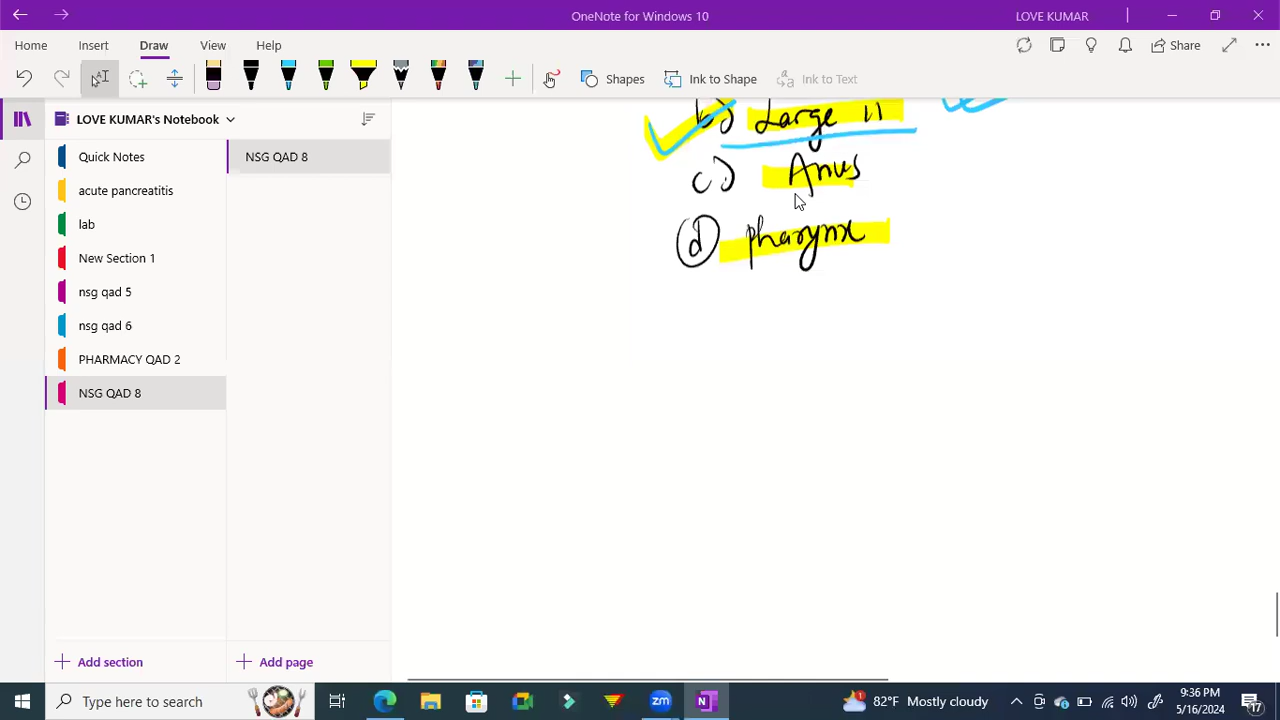 OneNote for Windows 10
LOVE KUMAR
Home Insert Draw View Help
Share
Shapes Ink to Shape Ink to Text
LOVE KUMAR's Notebook
Quick Notes
acute pancreatitis
lab
New Section 1
nsg qad 5
nsg qad 6
PHARMACY QAD 2
NSG QAD 8
Add section
NSG QAD 8
Add page
b) Large
c) Anus
(d) pharynx
Type here to search
zm
N
1
82°F Mostly cloudy
9:36 PM
5/16/2024
17